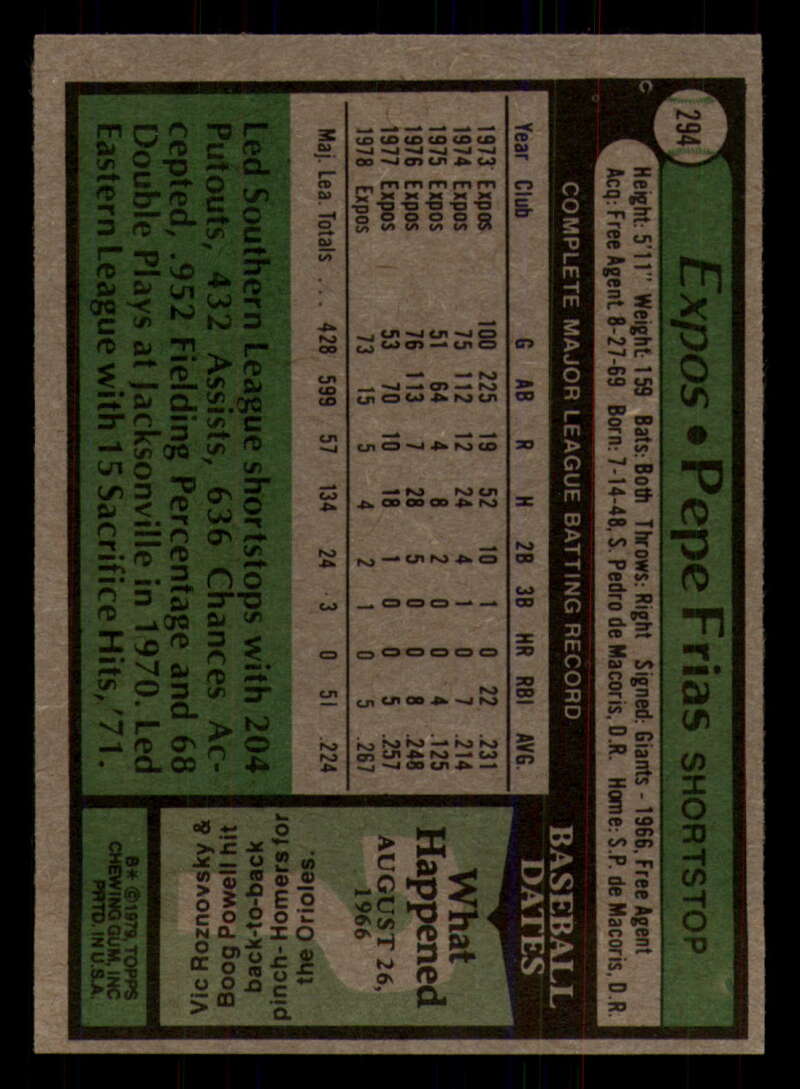 294
Expos • Pepe Frias SHORTSTOP
Height: 5'11" Weight: 159 Bats: Both Throws: Right Signed: Giants - 1966, Free Agent
Acq: Free Agent 8-27-69 Born: 7-14-48, S. Pedro de Macoris, D.R. Home: S.P. de Macoris, D.R.
COMPLETE MAJOR LEAGUE BATTING RECORD
Year Club G AB R H 2B 3B HR RBI AVG.
1973 Expos 100 225 19 52 10 1 0 22 .231
1974 Expos 75 112 12 24 4 1 0 7 .214
1975 Expos 51 64 4 8 2 0 0 4 .125
1976 Expos 76 113 7 28 5 0 0 8 .248
1977 Expos 53 70 10 18 1 0 0 5 .257
1978 Expos 73 15 5 4 2 1 0 5 .267
Maj. Lea. Totals ... 428 599 57 134 24 3 0 51 .224
Led Southern League shortstops with 204
Putouts, 432 Assists, 636 Chances Ac-
cepted, .952 Fielding Percentage and 68
Double Plays at Jacksonville in 1970. Led
Eastern League with 15 Sacrifice Hits, '71.
BASEBALL
DATES
What
Happened
AUGUST 26,
1966
Vic Roznovsky &
Boog Powell hit
back-to-back
pinch-Homers for
the Orioles.
B* ©1979 TOPPS
CHEWING GUM, INC
PRTD. IN U.S.A.